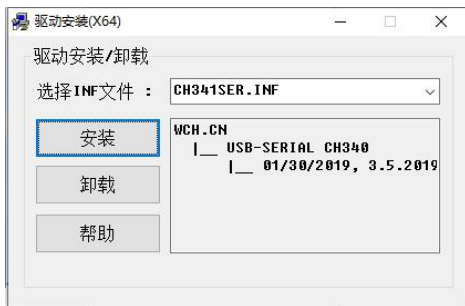 驱动安装(X64)
驱动安装/卸载
选择INF文件 : CH341SER.INF
安装
卸载
帮助
WCH.CN
|__ USB-SERIAL CH340
|__ 01/30/2019, 3.5.2019